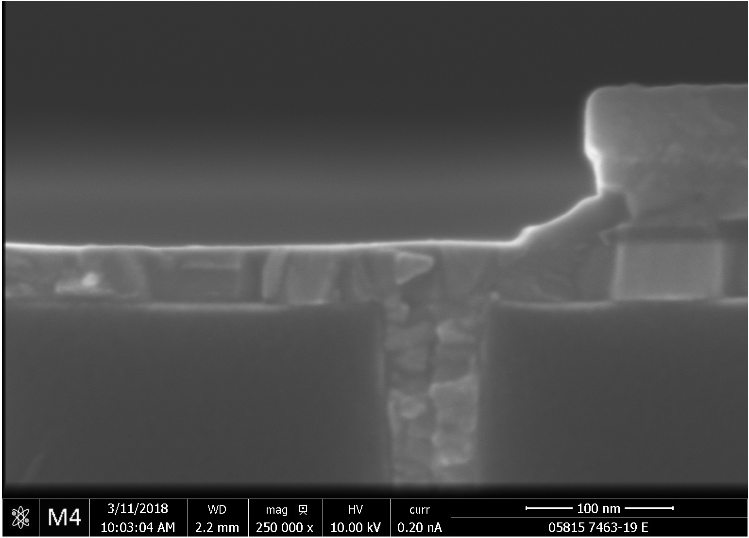 M4
3/11/2018
10:03:04 AM
WD
2.2 mm
mag
250 000 x
HV
10.00 kV
curr
0.20 nA
100 nm
05815 7463-19 E